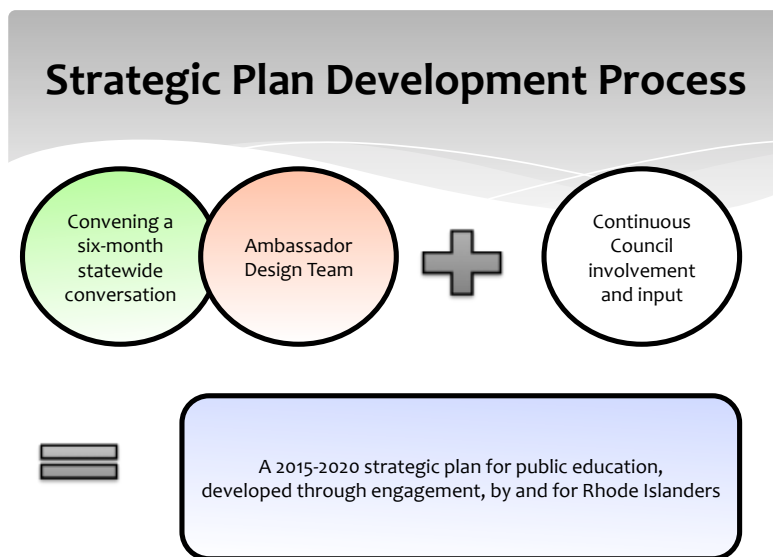 Strategic Plan Development Process
Convening a
six-month
statewide
conversation
Ambassador
Design Team
Continuous
Council
involvement
and input
A 2015-2020 strategic plan for public education,
developed through engagement, by and for Rhode Islanders